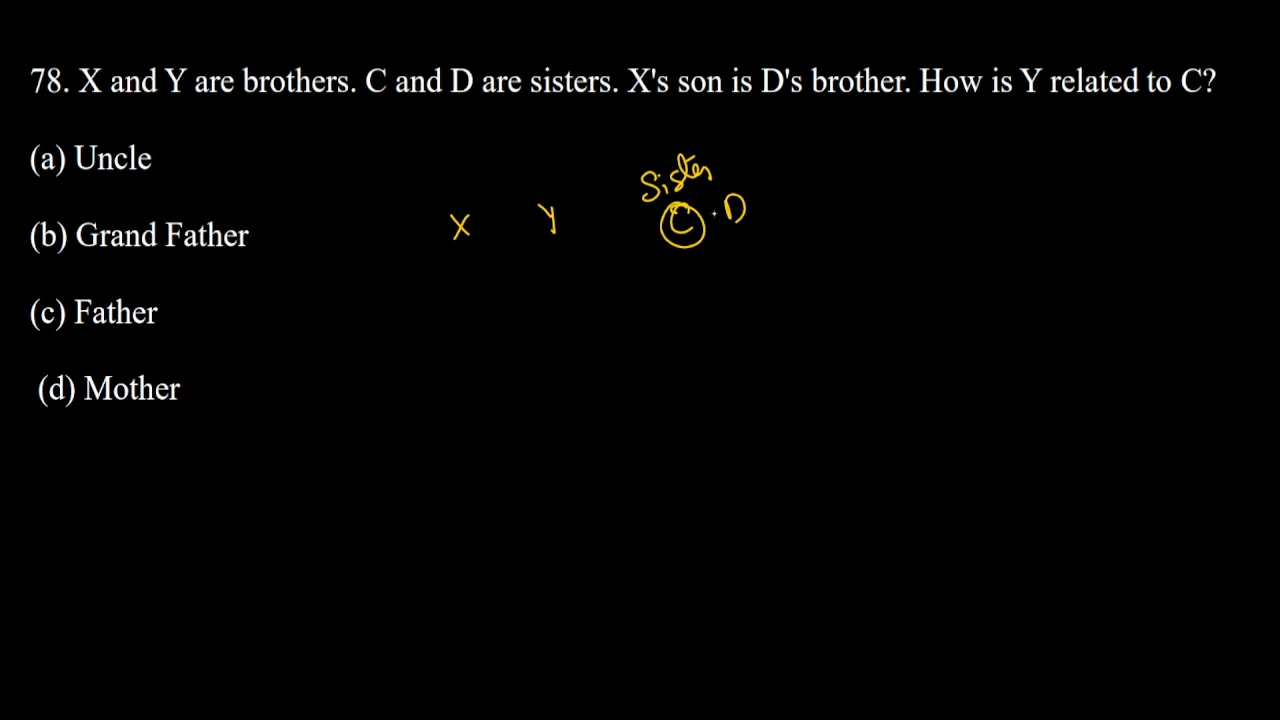 78. X and Y are brothers. C and D are sisters. X's son is D's brother. How is Y related to C?
(a) Uncle
Sister
X Y C D
(b) Grand Father
(c) Father
(d) Mother